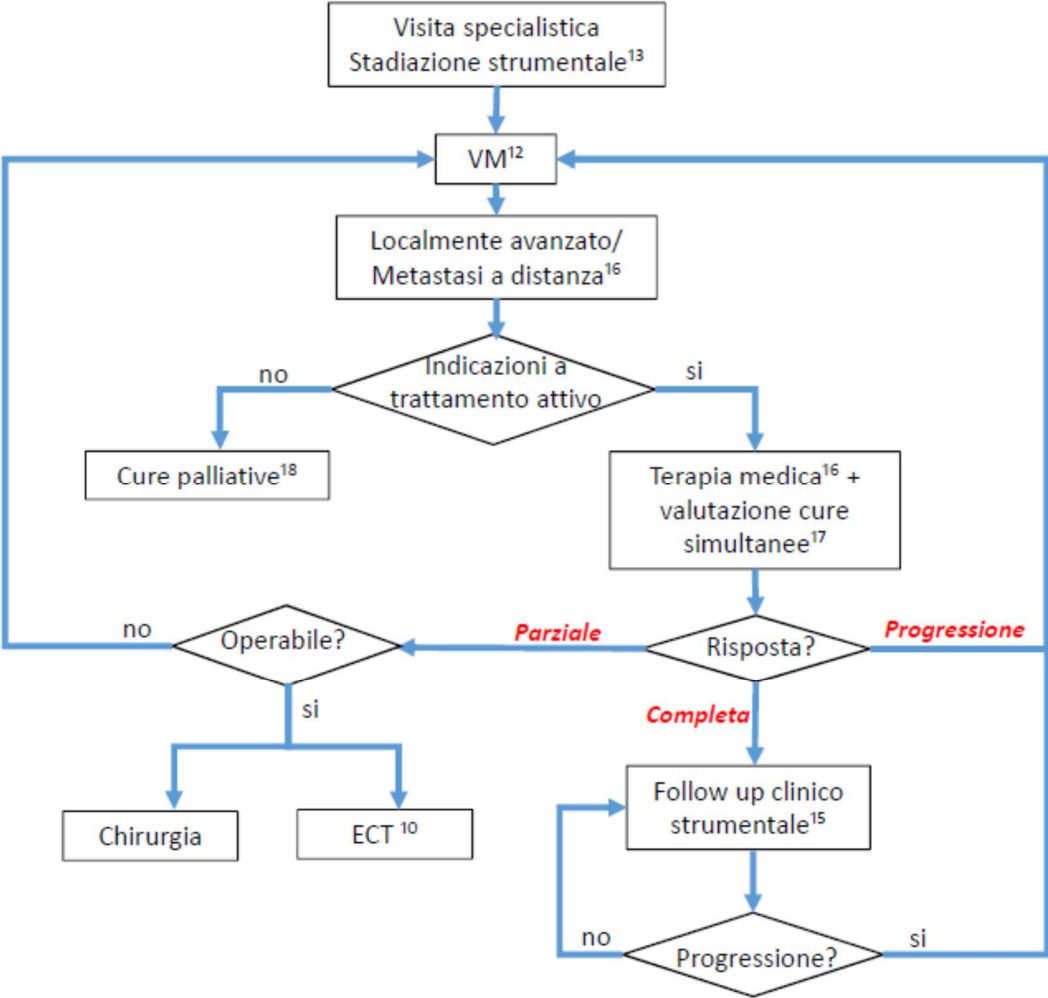 Visita specialistica
Stadiazione strumentale¹³
VM¹²
Localmente avanzato/
Metastasi a distanza¹⁶
Indicazioni a
trattamento attivo
no
si
Cure palliative¹⁸
Terapia medica¹⁶ +
valutazione cure
simultanee¹⁷
no
Operabile?
Parziale
Risposta?
Progressione
si
Completa
Chirurgia
ECT ¹⁰
Follow up clinico
strumentale¹⁵
no
Progressione?
si